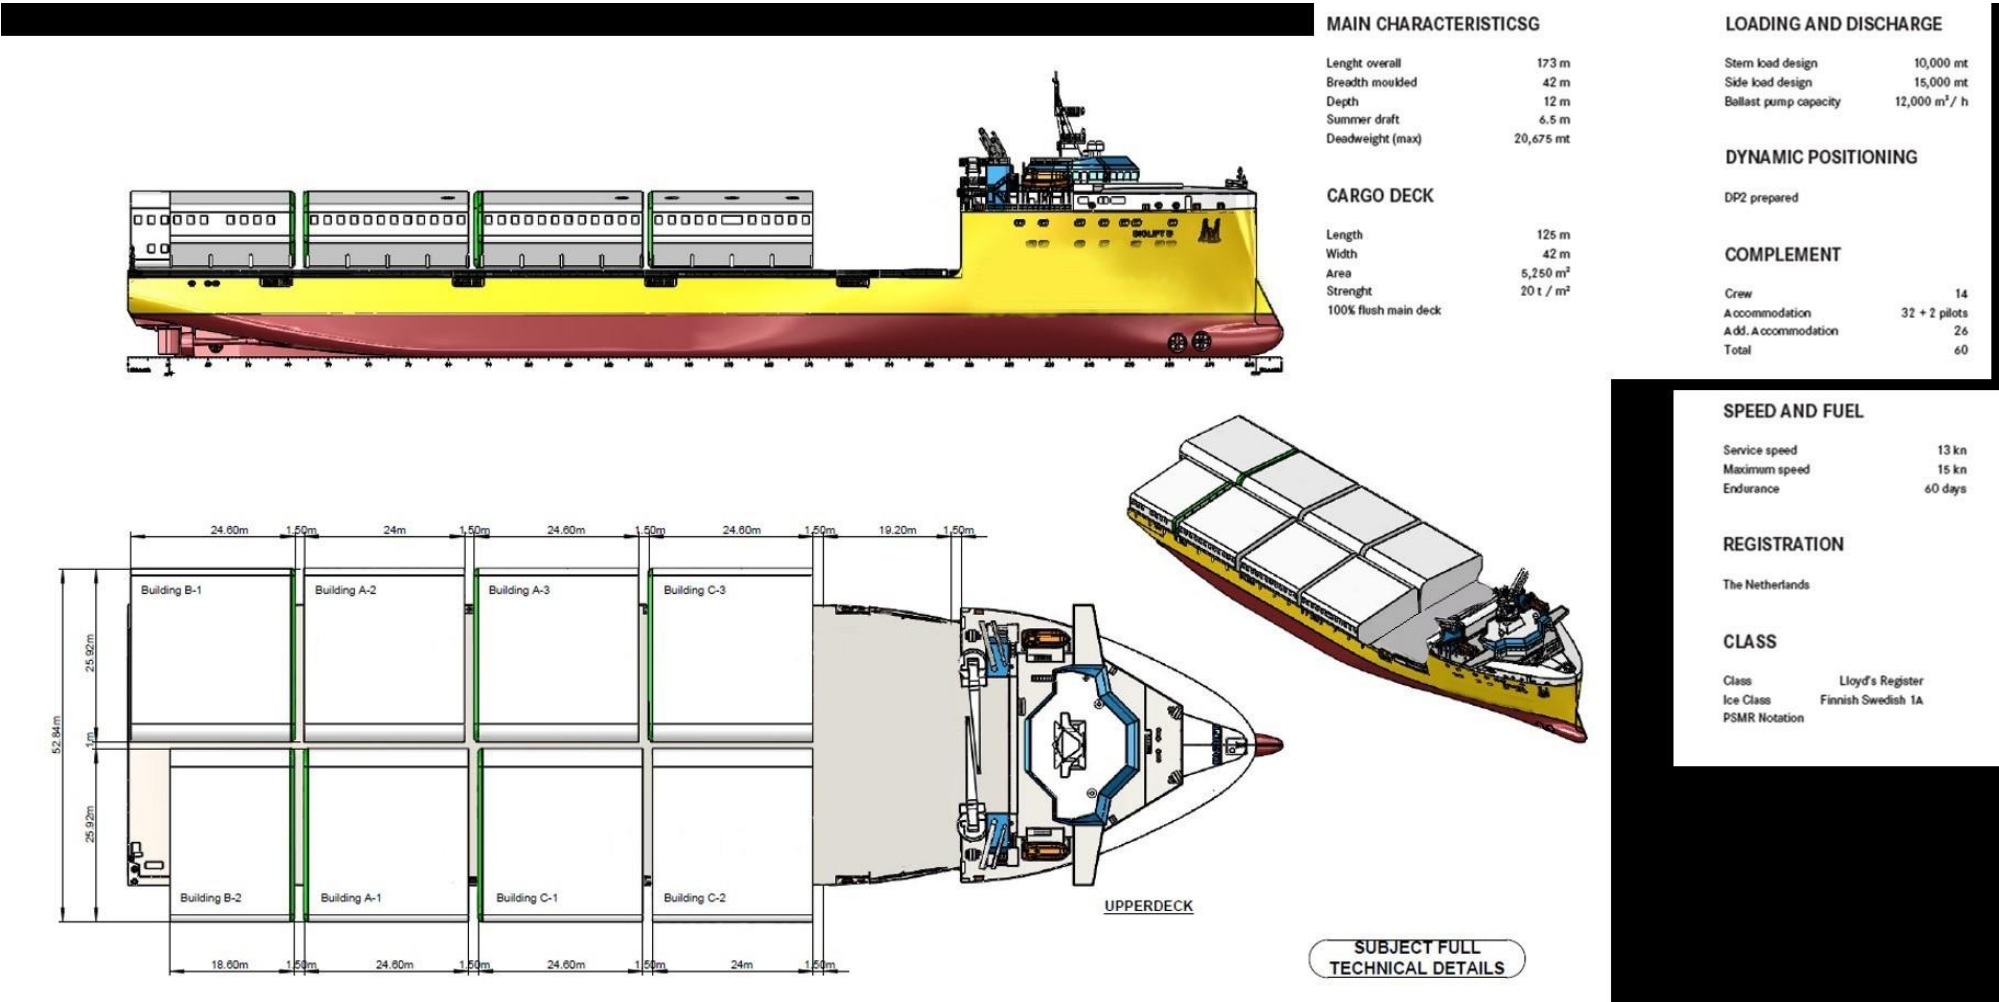 MAIN CHARACTERISTICSG
Lenght overall 173 m
Breadth moulded 42 m
Depth 12 m
Summer draft 6.5 m
Deadweight (max) 20,675 mt
CARGO DECK
Length 125 m
Width 42 m
Area 5,250 m²
Strenght 20 t / m²
100% flush main deck
LOADING AND DISCHARGE
Stern load design 10,000 mt
Side load design 15,000 mt
Ballast pump capacity 12,000 m³/ h
DYNAMIC POSITIONING
DP2 prepared
COMPLEMENT
Crew 14
Accommodation 32 + 2 pilots
Add. Accommodation 26
Total 60
SPEED AND FUEL
Service speed 13 kn
Maximum speed 15 kn
Endurance 60 days
REGISTRATION
The Netherlands
CLASS
Class Lloyd's Register
Ice Class Finnish Swedish 1A
PSMR Notation
24.60m 1,50m 24m 1,50m 24.60m 1,50m 24.60m 1,50m 19.20m 1,50m
Building B-1 Building A-2 Building A-3 Building C-3
25.92m
52.84m
1m
25.92m
Building B-2 Building A-1 Building C-1 Building C-2
18.60m 1,50m 24.60m 1,50m 24.60m 1,50m 24m 1,50m
UPPERDECK
SUBJECT FULL
TECHNICAL DETAILS